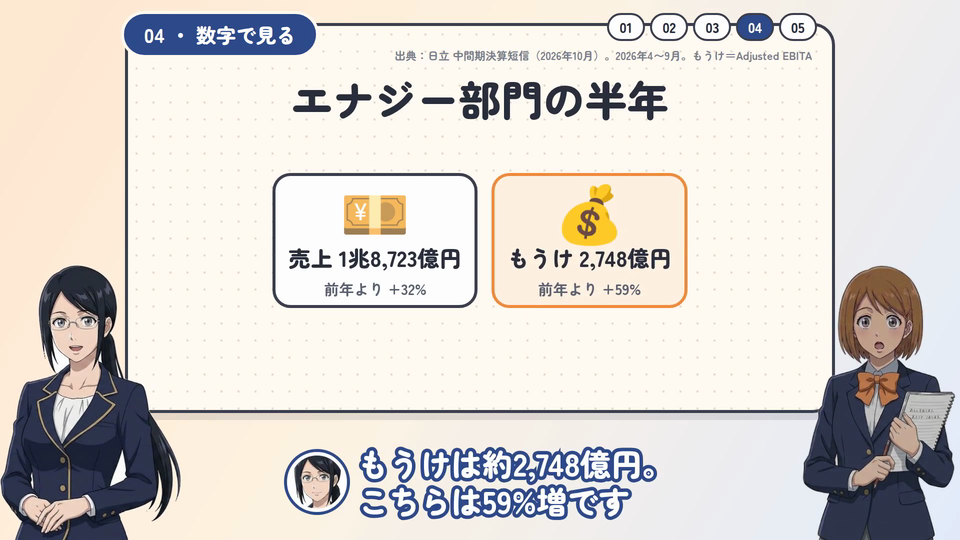 04 ・ 数字で見る
01 02 03 04 05
出典：日立 中間期決算短信（2026年10月）。2026年4〜9月。もうけ＝Adjusted EBITDA
エナジー部門の半年
¥
売上 1兆8,723億円
前年より ＋32%
$
もうけ 2,748億円
前年より ＋59%
もうけは約2,748億円。
こちらは59%増です